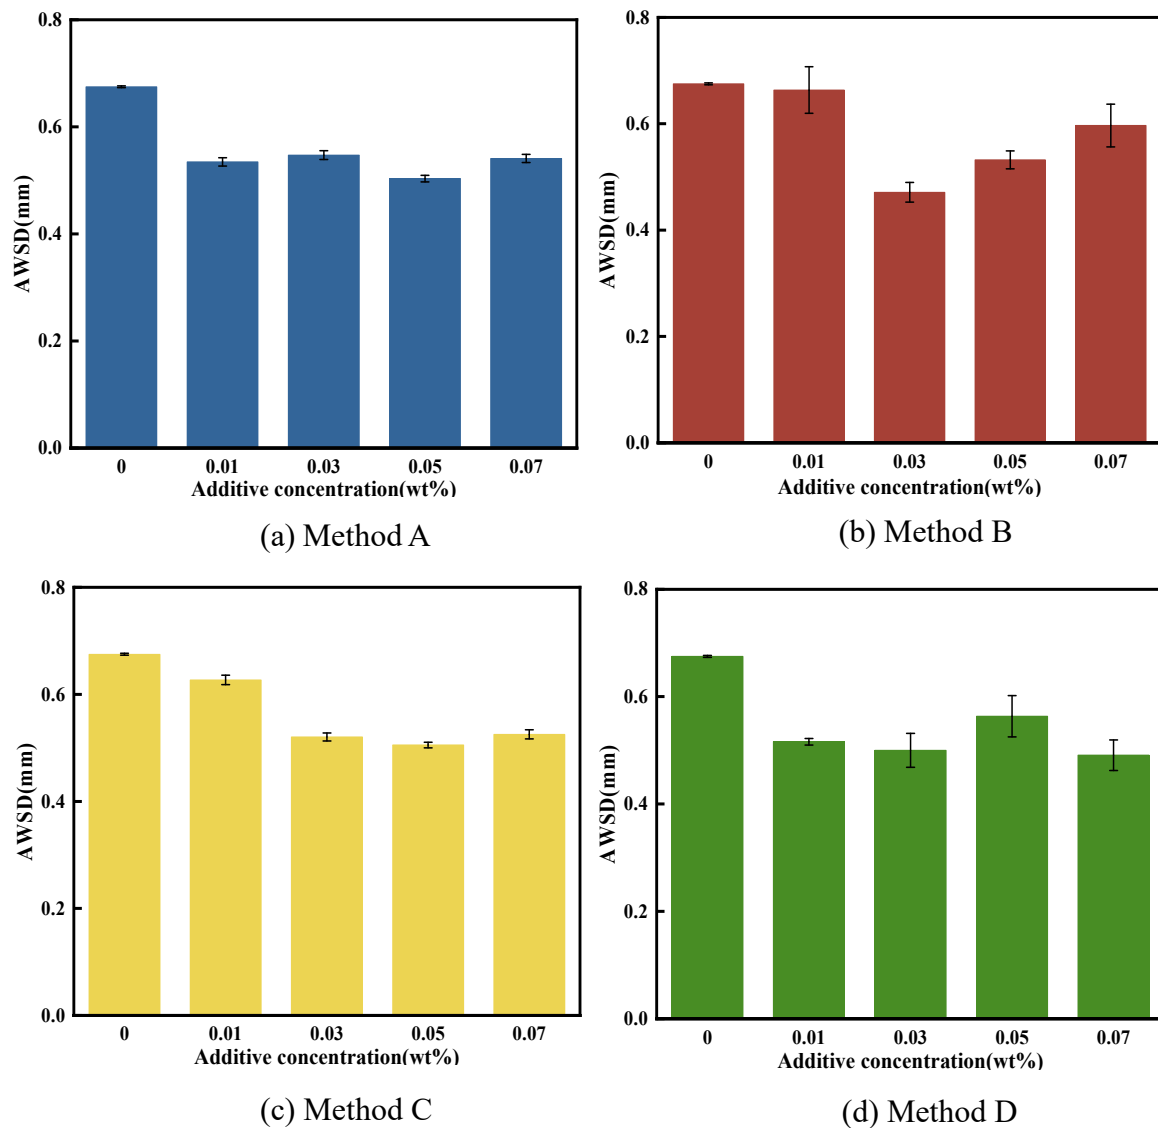 0.8
0.6
0.4
0.2
0.0
AWSD(mm)
0 0.01 0.03 0.05 0.07
Additive concentration(wt%)
(a) Method A
0.8
0.6
0.4
0.2
0.0
AWSD(mm)
0 0.01 0.03 0.05 0.07
Additive concentration(wt%)
(b) Method B
0.8
0.6
0.4
0.2
0.0
AWSD(mm)
0 0.01 0.03 0.05 0.07
Additive concentration(wt%)
(c) Method C
0.8
0.6
0.4
0.2
0.0
AWSD(mm)
0 0.01 0.03 0.05 0.07
Additive concentration(wt%)
(d) Method D